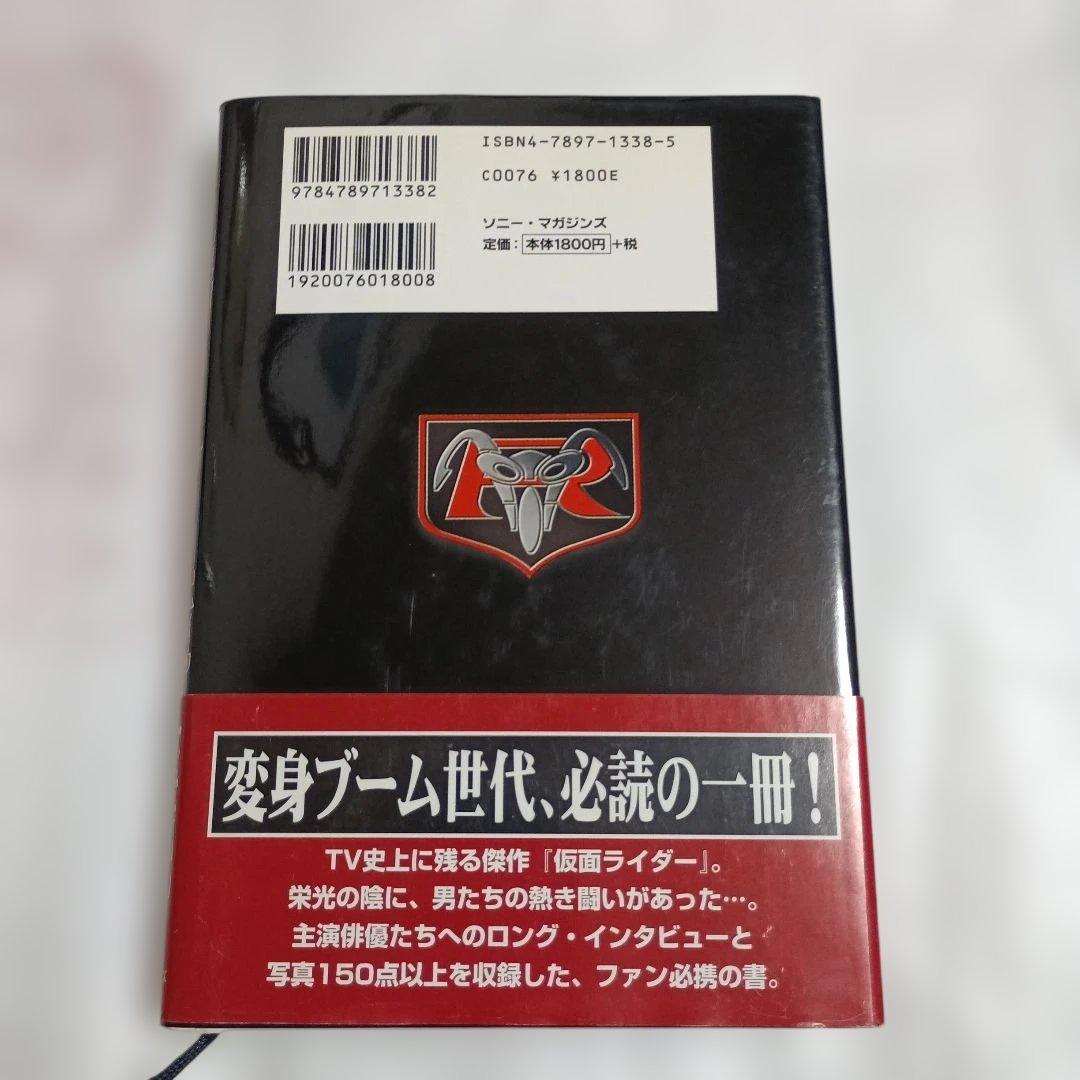 9784789713382
ISBN4-7897-1338-5
C0076 ¥1800E
1920076018008
ソニー・マガジンズ
定価：本体1800円+税
変身ブーム世代、必読の一冊！
TV史上に残る傑作『仮面ライダー』。
栄光の陰に、男たちの熱き闘いがあった…。
主演俳優たちへのロング・インタビューと
写真150点以上を収録した、ファン必携の書。